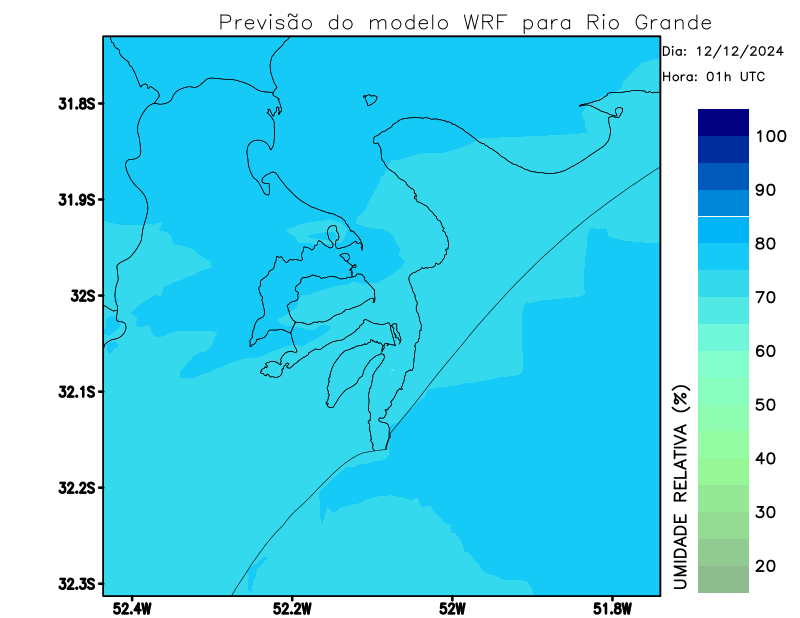 Previsão do modelo WRF para Rio Grande
Dia: 12/12/2024
Hora: 01h UTC
31.8S
31.9S
32S
32.1S
32.2S
32.3S
52.4W
52.2W
52W
51.8W
100
90
80
70
60
50
40
30
20
UMIDADE RELATIVA (%)